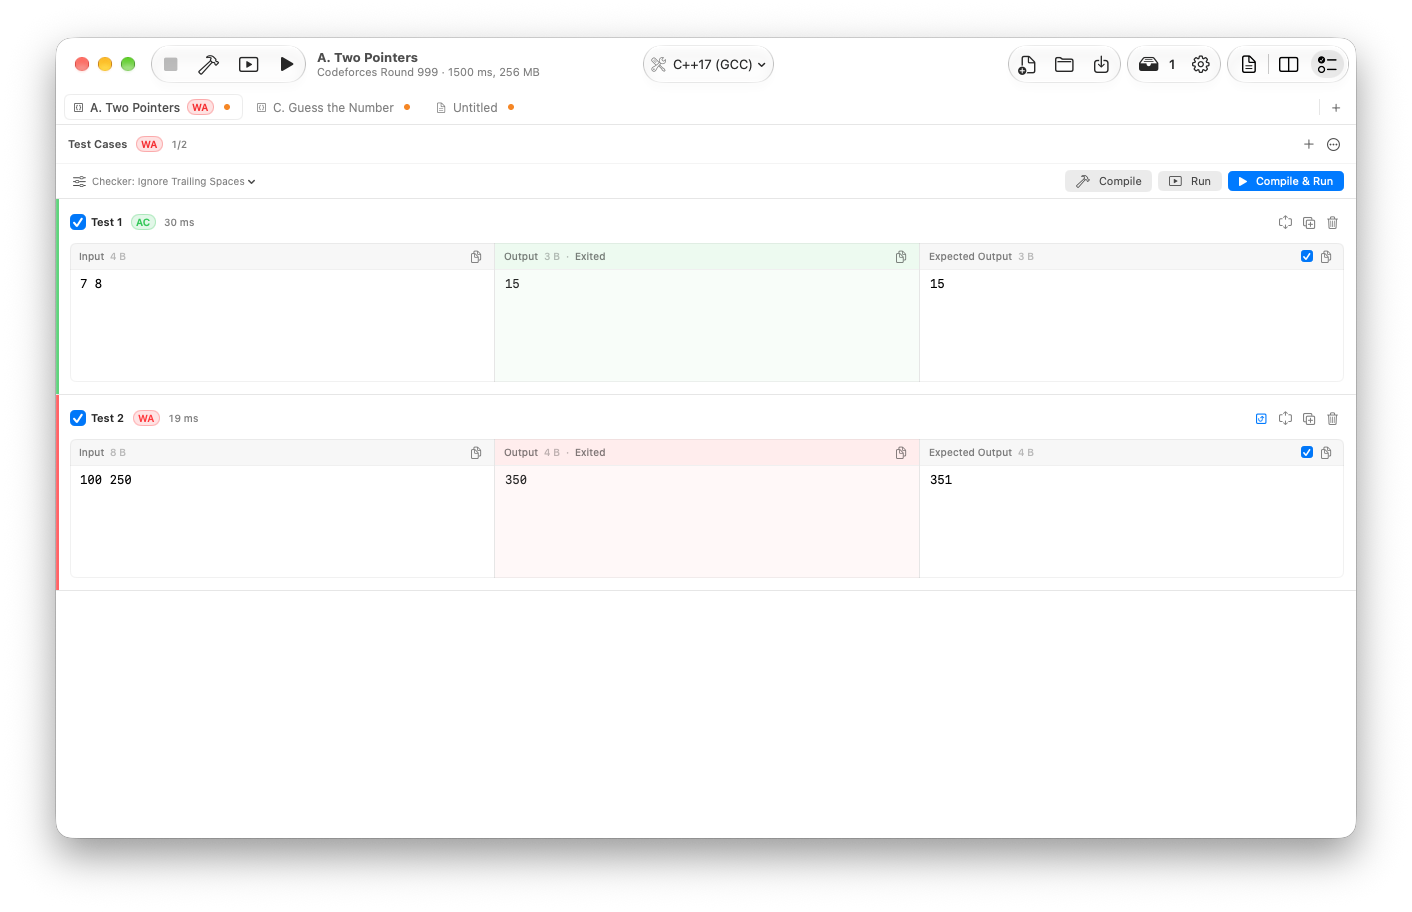 A. Two Pointers
Codeforces Round 999 · 1500 ms, 256 MB
C++17 (GCC)
1
A. Two Pointers WA
C. Guess the Number
Untitled
Test Cases WA 1/2
Checker: Ignore Trailing Spaces
Compile
Run
Compile & Run
Test 1 AC 30 ms
Input 4 B
Output 3 B · Exited
Expected Output 3 B
7 8
15
15
Test 2 WA 19 ms
Input 8 B
Output 4 B · Exited
Expected Output 4 B
100 250
350
351